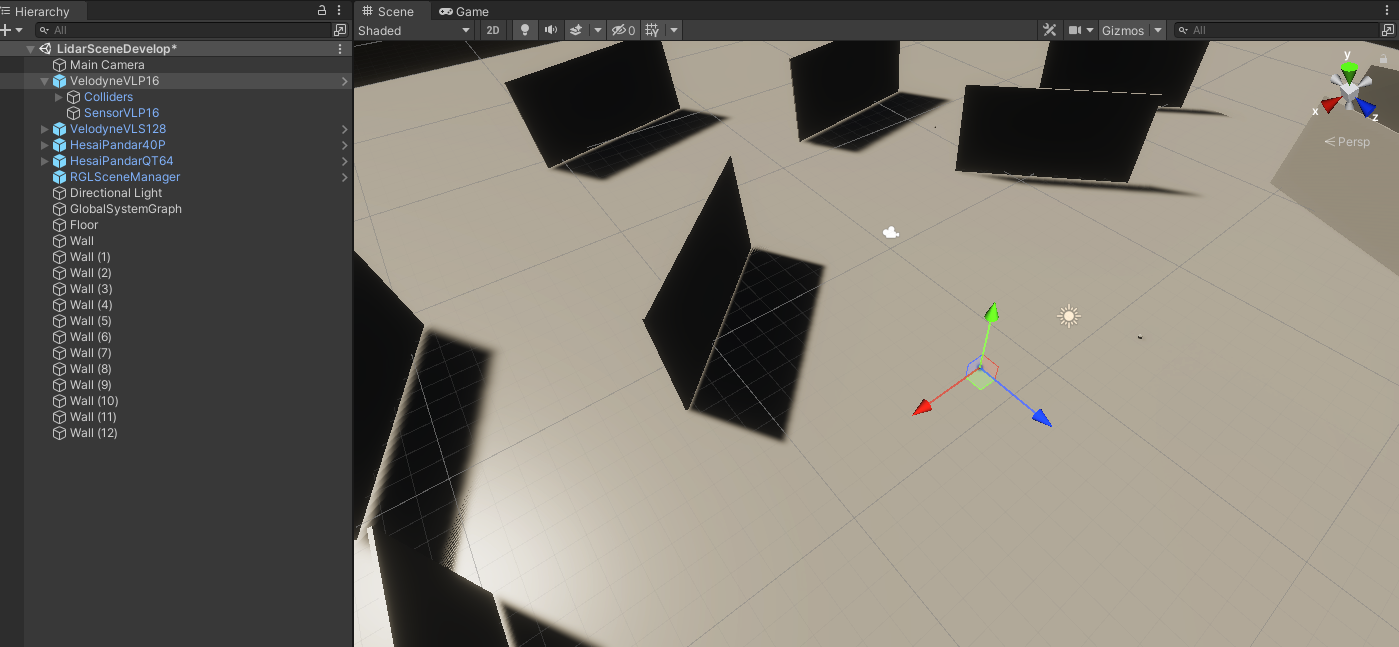 Hierarchy
All
LidarSceneDevelop*
Main Camera
VelodyneVLP16
Colliders
SensorVLP16
VelodyneVLS128
HesaiPandar40P
HesaiPandarQT64
RGLSceneManager
Directional Light
GlobalSystemGraph
Floor
Wall
Wall (1)
Wall (2)
Wall (3)
Wall (4)
Wall (5)
Wall (6)
Wall (7)
Wall (8)
Wall (9)
Wall (10)
Wall (11)
Wall (12)
Scene Game
Shaded 2D 0 Gizmos All
y
x
z
Persp